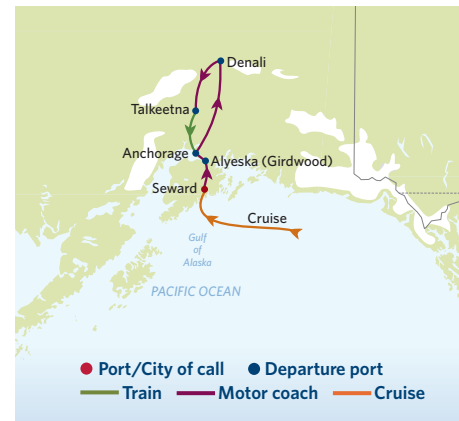 Denali
Talkeetna
Anchorage
Alyeska (Girdwood)
Seward
Cruise
Gulf
of
Alaska
PACIFIC OCEAN
Port/City of call Departure port
Train Motor coach Cruise